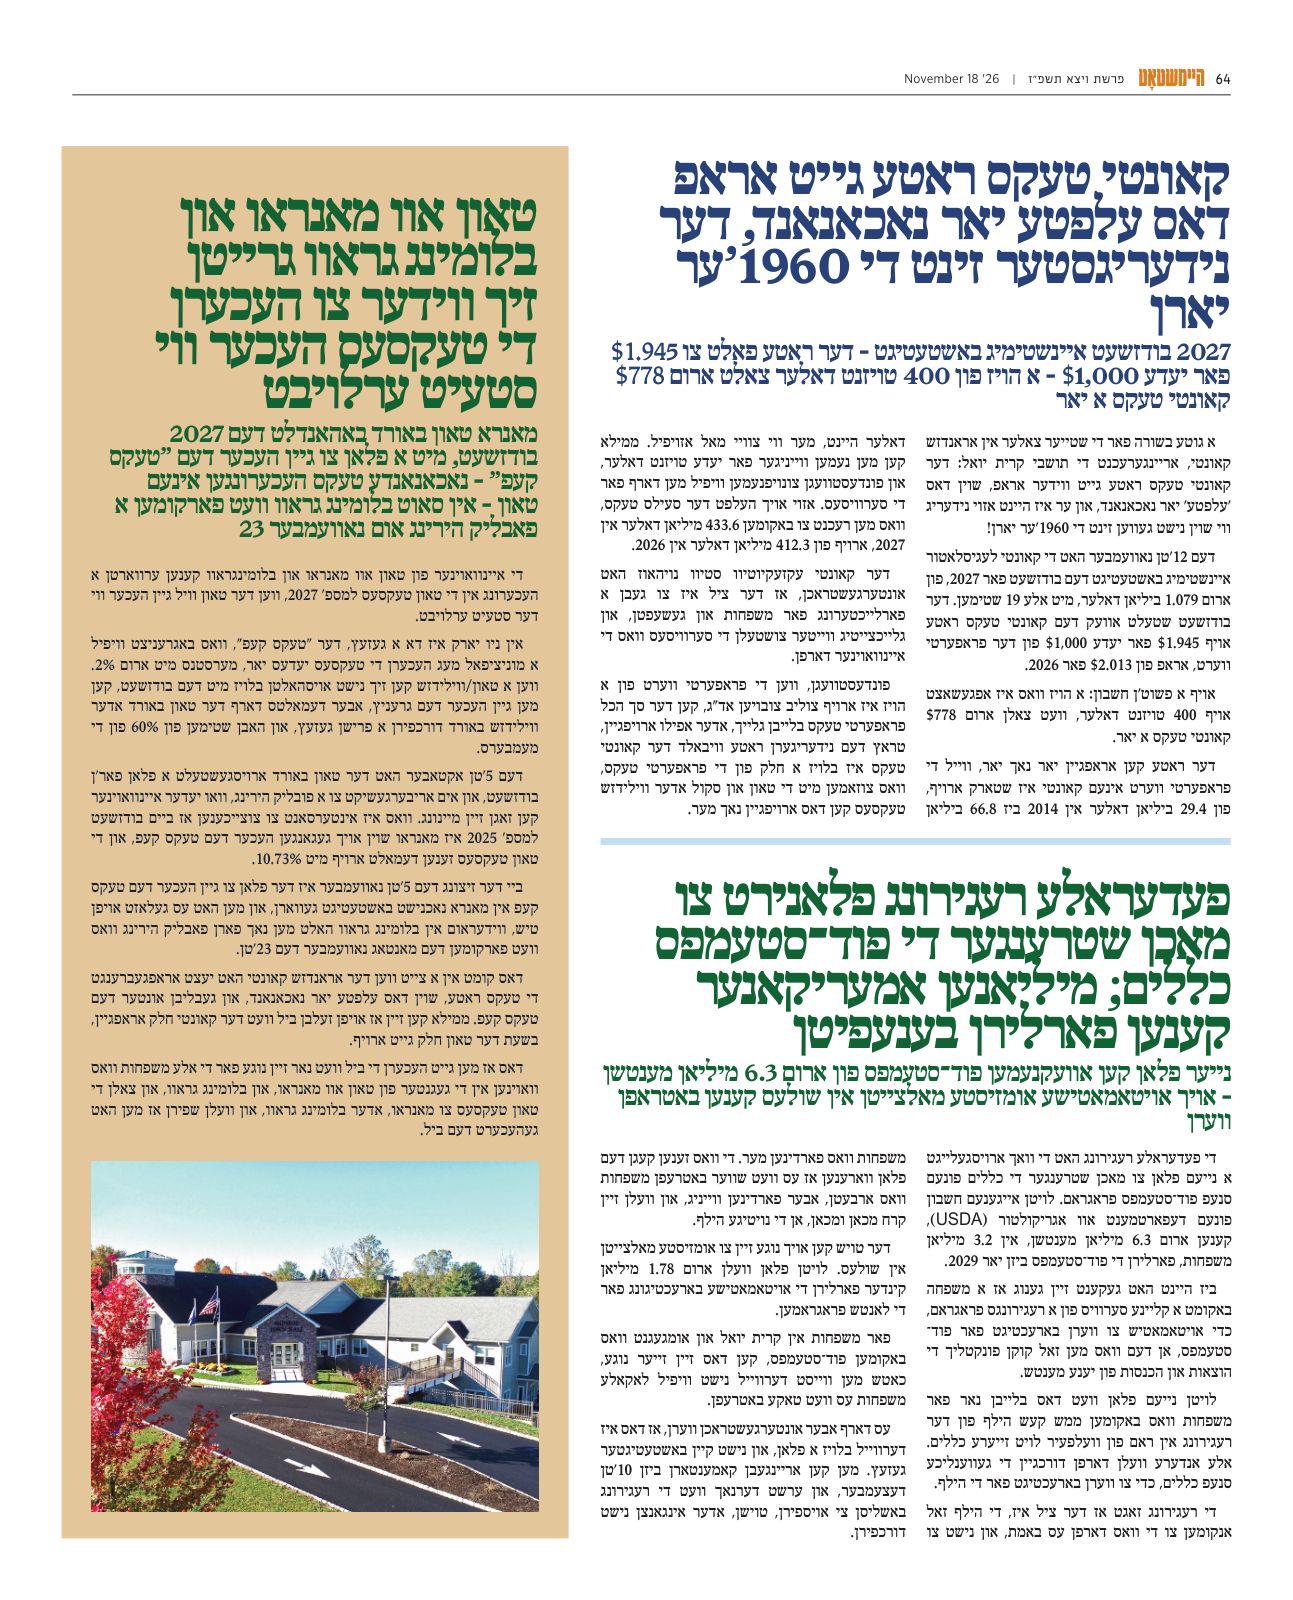 64 היימשטאָט פרשת ויצא תשפ״ז | November 18 '26
קאונטי טעקס ראטע גייט אראפ
דאס עלפטע יאר נאכאנאנד, דער
נידעריגסטער זינט די 1960'ער
יארן
2027 בודזשעט איינשטימיג באשטעטיגט - דער ראטע פאלט צו $1.945
פאר יעדע $1,000 - א הויז פון 400 טויזנט דאלער צאלט ארום $778
קאונטי טעקס א יאר
א גוטע בשורה פאר די שטייער צאלער אין אראנדזש
קאונטי, אריינגערעכנט די תושבי קרית יואל: דער
קאונטי טעקס ראטע גייט ווידער אראפ, שוין דאס
'עלפטע' יאר נאכאנאנד, און ער איז היינט אזוי נידעריג
ווי שוין נישט געווען זינט די 1960'ער יארן!
דעם 12'טן נאוועמבער האט די קאונטי לעגיסלאטור
איינשטימיג באשטעטיגט דעם בודזשעט פאר 2027, פון
ארום 1.079 ביליאן דאלער, מיט אלע 19 שטימען. דער
בודזשעט שטעלט אוועק דעם קאונטי טעקס ראטע
אויף $1.945 פאר יעדע $1,000 פון דער פראפערטי
ווערט, אראפ פון $2.013 פאר 2026.
אויף א פשוט'ן חשבון: א הויז וואס איז אפגעשאצט
אויף 400 טויזנט דאלער, וועט צאלן ארום $778
קאונטי טעקס א יאר.
דער ראטע קען אראפגיין יאר נאך יאר, ווייל די
פראפערטי ווערט אינעם קאונטי איז שטארק ארויף,
פון 29.4 ביליאן דאלער אין 2014 ביז 66.8 ביליאן
דאלער היינט, מער ווי צוויי מאל אזויפיל. ממילא
קען מען נעמען ווייניגער פאר יעדע טויזנט דאלער,
און פונדעסטוועגן צונויפנעמען וויפיל מען דארף פאר
די סערוויסעס. אזוי אויך העלפט דער סעילס טעקס,
וואס מען רעכנט צו באקומען 433.6 מיליאן דאלער אין
2027, ארויף פון 412.3 מיליאן דאלער אין 2026.
דער קאונטי עקזעקיוטיוו סטיוו נויהאוז האט
אונטערגעשטראכן, אז דער ציל איז צו געבן א
פארלייכטערונג פאר משפחות און געשעפטן, און
גלייכצייטיג ווייטער צושטעלן די סערוויסעס וואס די
איינוואוינער דארפן.
פונדעסטוועגן, ווען די פראפערטי ווערט פון א
הויז איז ארויף צוליב צובויען אד״ג, קען דער סך הכל
פראפערטי טעקס בלייבן גלייך, אדער אפילו ארויפגיין,
טראץ דעם נידעריגערן ראטע וויבאלד דער קאונטי
טעקס איז בלויז א חלק פון די פראפערטי טעקס,
וואס צוזאמען מיט די טאון און סקול אדער ווילידזש
טעקסעס קען דאס ארויפגיין נאך מער.
פעדעראלע רעגירונג פלאנירט צו
מאכן שטרענגער די פוד־סטעמפס
כללים; מיליאנען אמעריקאנער
קענען פארלירן בענעפיטן
נייער פלאן קען אוועקנעמען פוד־סטעמפס פון ארום 6.3 מיליאן מענטשן
- אויך אויטאמאטישע אומזיסטע מאלצייטן אין שולעס קענען באטראפן
ווערן
די פעדעראלע רעגירונג האט די וואך ארויסגעלייגט
א נייעם פלאן צו מאכן שטרענגער די כללים פונעם
סנעפ פוד־סטעמפס פראגראם. לויטן אייגענעם חשבון
פונעם דעפארטמענט אוו אגריקולטור (USDA),
קענען ארום 6.3 מיליאן מענטשן, אין 3.2 מיליאן
משפחות, פארלירן די פוד־סטעמפס ביזן יאר 2029.
ביז היינט האט געקענט זיין גענוג אז א משפחה
באקומט א קליינע סערוויס פון א רעגירונגס פראגראם,
כדי אויטאמאטיש צו ווערן בארעכטיגט פאר פוד־
סטעמפס, אן דעם וואס מען זאל קוקן פונקטליך די
הוצאות און הכנסות פון יענע מענטש.
לויטן נייעם פלאן וועט דאס בלייבן נאר פאר
משפחות וואס באקומען ממש קעש הילף פון דער
רעגירונג אין ראם פון וועלפעיר לויט זייערע כללים.
אלע אנדערע וועלן דארפן דורכגיין די געווענליכע
סנעפ כללים, כדי צו ווערן בארעכטיגט פאר די הילף.
די רעגירונג זאגט אז דער ציל איז, די הילף זאל
אנקומען צו די וואס דארפן עס באמת, און נישט צו
משפחות וואס פארדינען מער. די וואס זענען קעגן דעם
פלאן ווארענען אז עס וועט שווער באטרעפן משפחות
וואס ארבעטן, אבער פארדינען ווייניג, און וועלן זיין
קרח מכאן ומכאן, אן די נויטיגע הילף.
דער טויש קען אויך נוגע זיין צו אומזיסטע מאלצייטן
אין שולעס. לויטן פלאן וועלן ארום 1.78 מיליאן
קינדער פארלירן די אויטאמאטישע בארעכטיגונג פאר
די לאנטש פראגראמען.
פאר משפחות אין קרית יואל און אומגעגנט וואס
באקומען פוד־סטעמפס, קען דאס זיין זייער נוגע,
כאטש מען ווייסט דערווייל נישט וויפיל לאקאלע
משפחות עס וועט טאקע באטרעפן.
עס דארף אבער אונטערגעשטראכן ווערן, אז דאס איז
דערווייל בלויז א פלאן, און נישט קיין באשטעטיגטער
געזעץ. מען קען אריינגעבן קאמענטארן ביזן 10'טן
דעצעמבער, און ערשט דערנאך וועט די רעגירונג
באשליסן צי אויספירן, טוישן, אדער אינגאנצן נישט
דורכפירן.
טאון אוו מאנראו און
בלומינג גראוו גרייטן
זיך ווידער צו העכערן
די טעקסעס העכער ווי
סטעיט ערלויבט
מאנרא טאון באורד באהאנדלט דעם 2027
בודזשעט, מיט א פלאן צו גיין העכער דעם ״טעקס
קעפ״ - נאכאנאנדע טעקס העכערונגען אינעם
טאון - אין סאוט בלומינג גראוו וועט פארקומען א
פאבליק הירינג אום נאוועמבער 23
די איינוואוינער פון טאון אוו מאנראו און בלומינגראוו קענען ערווארטן א
העכערונג אין די טאון טעקסעס למספ' 2027, ווען דער טאון וויל גיין העכער ווי
דער סטעיט ערלויבט.
אין ניו יארק איז דא א געזעץ, דער ״טעקס קעפ״, וואס באגרעניצט וויפיל
א מוניציפאל מעג העכערן די טעקסעס יעדעס יאר, מערסטנס מיט ארום 2%.
ווען א טאון/ווילידזש קען זיך נישט אויסהאלטן בלויז מיט דעם בודזשעט, קען
מען גיין העכער דעם גרעניץ, אבער דעמאלטס דארף דער טאון באורד אדער
ווילידזש באורד דורכפירן א פרישן געזעץ, און האבן שטימען פון 60% פון די
מעמבערס.
דעם 5'טן אקטאבער האט דער טאון באורד ארויסגעשטעלט א פלאן פאר'ן
בודזשעט, און אים אריבערגעשיקט צו א פובליק הירינג, וואו יעדער איינוואוינער
קען זאגן זיין מיינונג. וואס איז אינטערסאנט צו צוצייכענען אז ביים בודזשעט
למספ' 2025 איז מאנראו שוין אויך געגאנגען העכער דעם טעקס קעפ, און די
טאון טעקסעס זענען דעמאלט ארויף מיט 10.73%.
ביי דער זיצונג דעם 5'טן נאוועמבער איז דער פלאן צו גיין העכער דעם טעקס
קעפ אין מאנרא נאכנישט באשטעטיגט געווארן, און מען האט עס געלאזט אויפן
טיש, ווידעראום אין בלומינג גראוו האלט מען נאך פארן פאבליק הירינג וואס
וועט פארקומען דעם מאנטאג נאוועמבער דעם 23'טן.
דאס קומט אין א צייט ווען דער אראנדזש קאונטי האט יעצט אראפגעברענגט
די טעקס ראטע, שוין דאס עלפטע יאר נאכאנאנד, און געבליבן אונטער דעם
טעקס קעפ. ממילא קען זיין אז אויפן זעלבן ביל וועט דער קאונטי חלק אראפגיין,
בשעת דער טאון חלק גייט ארויף.
דאס אז מען גייט העכערן די ביל וועט נאר זיין נוגע פאר די אלע משפחות וואס
וואוינען אין די געגנטער פון טאון אוו מאנראו, און בלומינג גראוו, און צאלן די
טאון טעקסעס צו מאנראו, אדער בלומינג גראוו, און וועלן שפירן אז מען האט
געהעכערט דעם ביל.
TOWN HALL